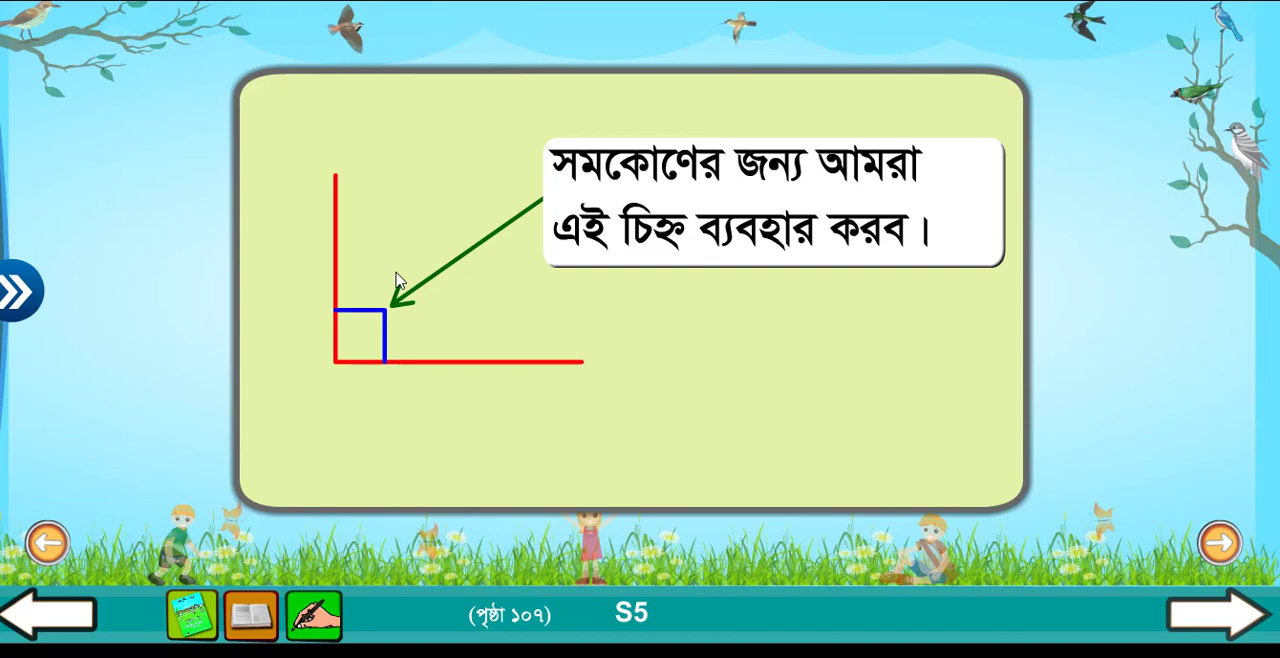 সমকোণের জন্য আমরা
এই চিহ্ন ব্যবহার করব।
(পৃষ্ঠা ১০৭) S5